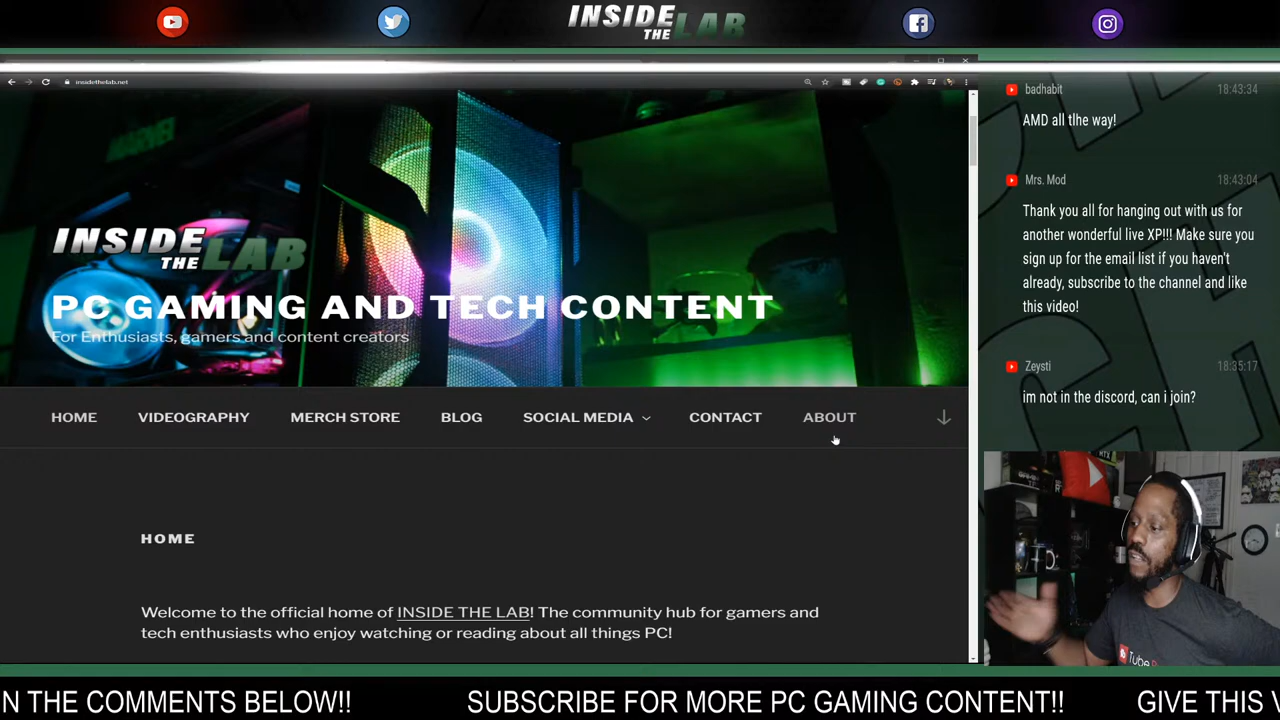 INSIDE
THE LAB
insidethelab.net
MARVEL
INSIDE
THE LAB
PC GAMING AND TECH CONTENT
For Enthusiasts, gamers and content creators
HOME VIDEOGRAPHY MERCH STORE BLOG SOCIAL MEDIA CONTACT ABOUT
HOME
Welcome to the official home of INSIDE THE LAB! The community hub for gamers and
tech enthusiasts who enjoy watching or reading about all things PC!
badhabit 18:43:34
AMD all tlhe way!
Mrs. Mod 18:43:04
Thank you all for hanging out with us for
another wonderful live XP!!! Make sure you
sign up for the email list if you haven't
already, subscribe to the channel and like
this video!
Zeysti 18:35:17
im not in the discord, can i join?
Tube
N THE COMMENTS BELOW!! SUBSCRIBE FOR MORE PC GAMING CONTENT!! GIVE THIS V